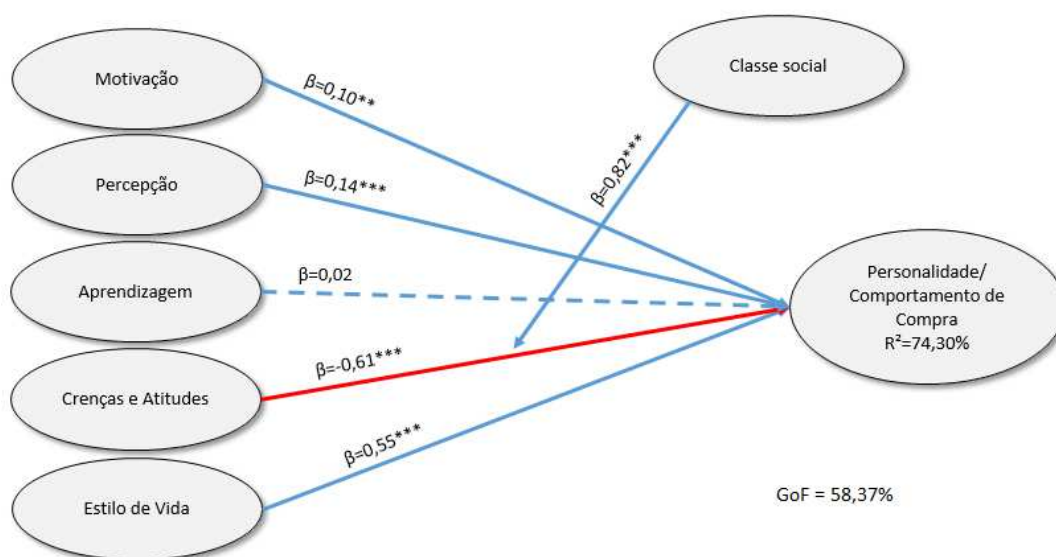 Motivação
Classe social
β=0,10**
Percepção
β=0,14***
β=0,82***
Aprendizagem
β=0,02
Personalidade/
Comportamento de
Compra
R²=74,30%
Crenças e Atitudes
β=-0,61***
Estilo de Vida
β=0,55***
GoF = 58,37%